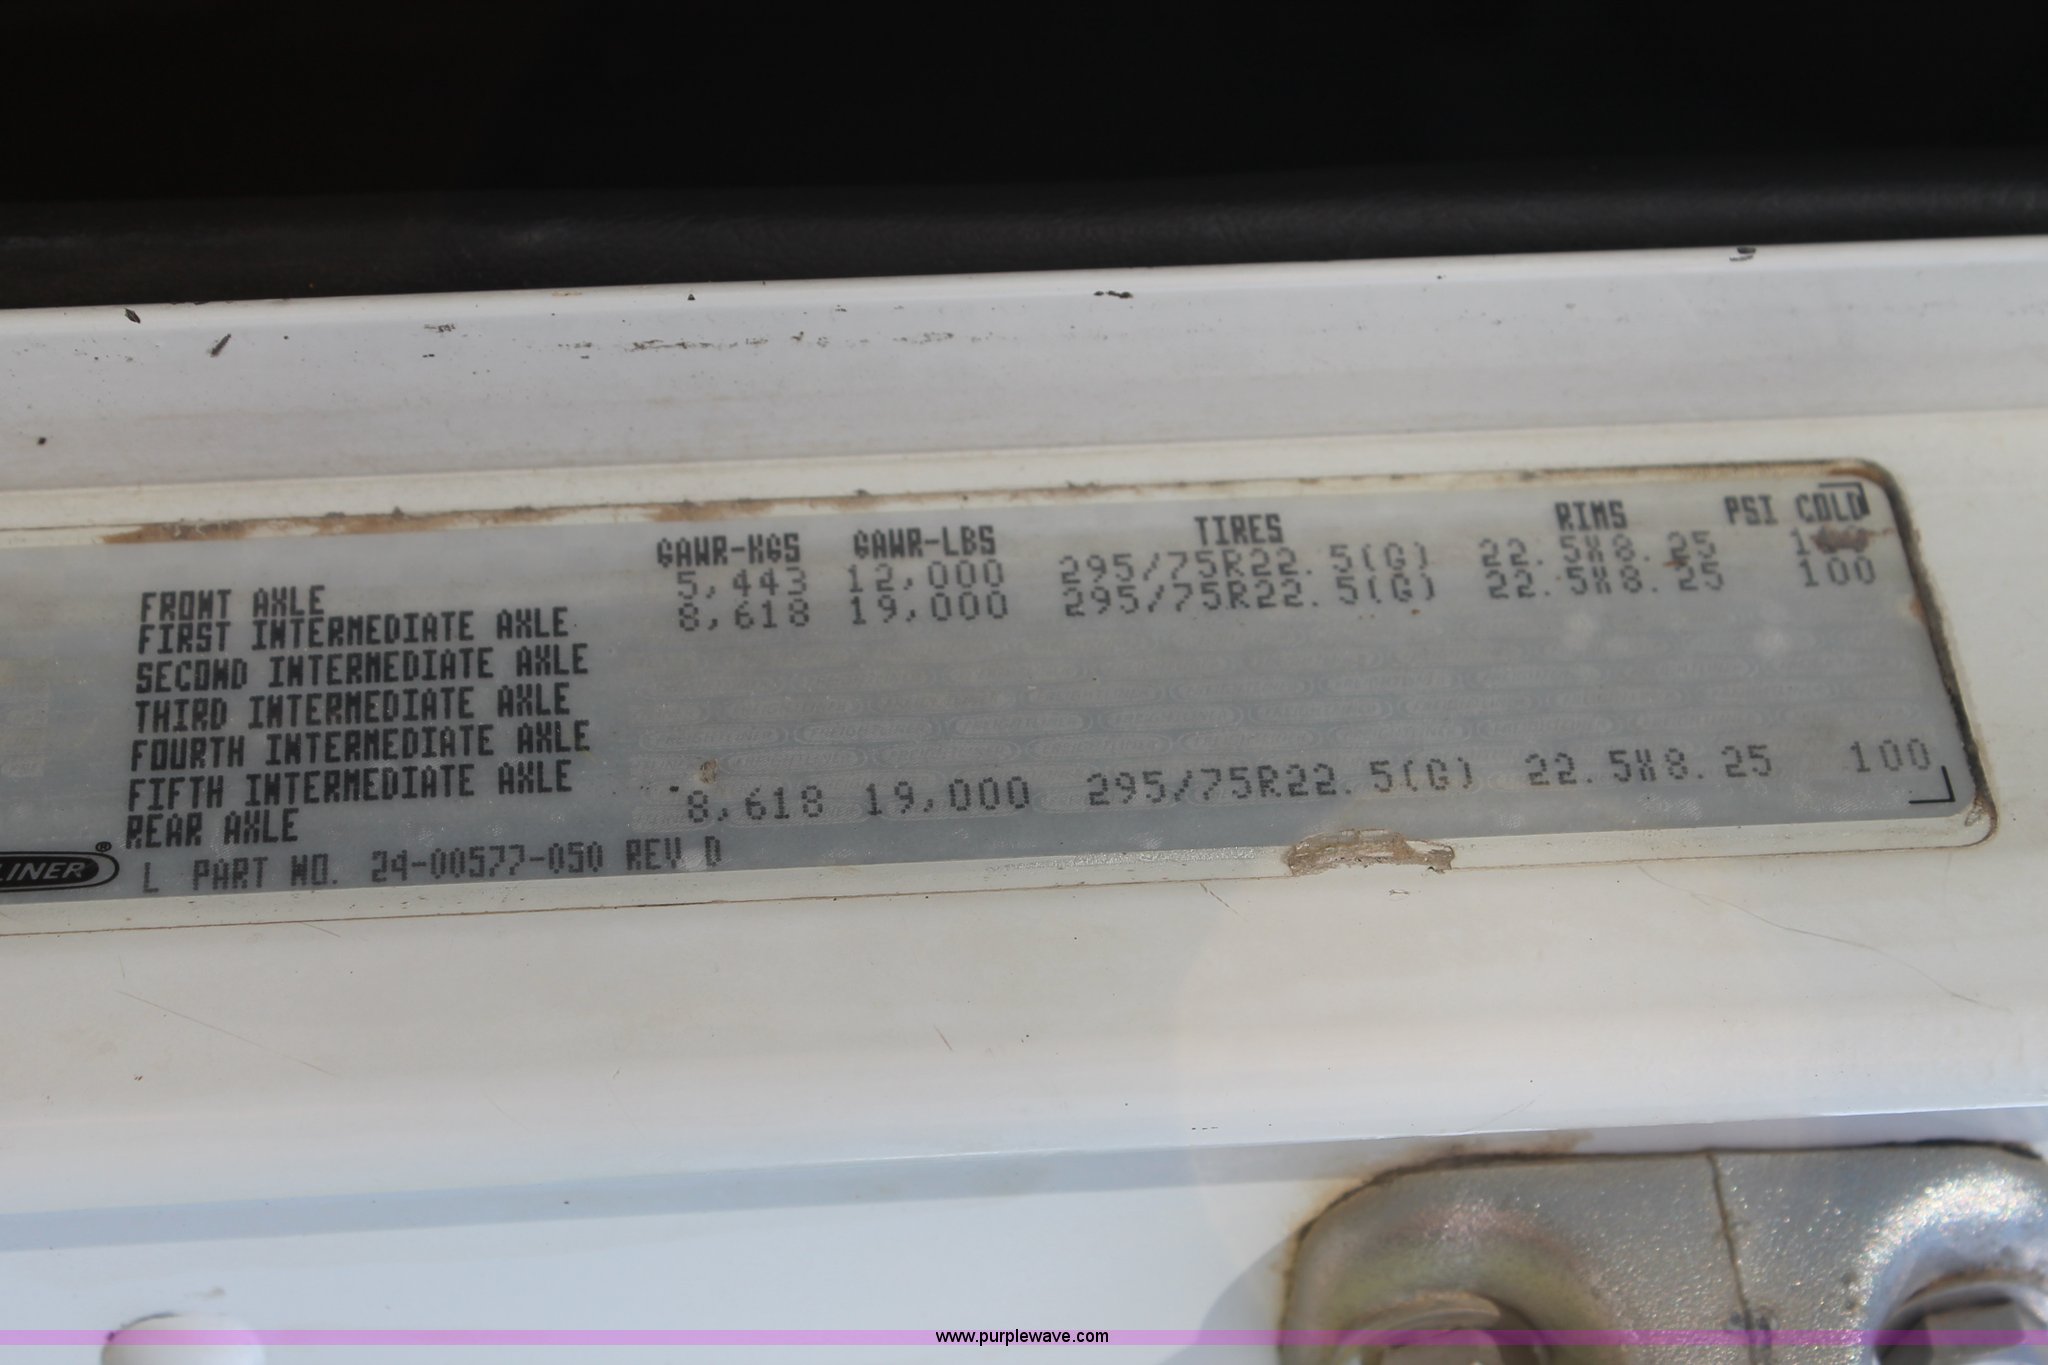 GAWR-KGS GAWR-LBS TIRES RIMS PSI COLD
FRONT AXLE 5,443 12,000 295/75R22.5(G) 22.5X8.25
FIRST INTERMEDIATE AXLE 8,618 19,000 295/75R22.5(G) 22.5X8.25 100
SECOND INTERMEDIATE AXLE
THIRD INTERMEDIATE AXLE
FOURTH INTERMEDIATE AXLE
FIFTH INTERMEDIATE AXLE
REAR AXLE 8,618 19,000 295/75R22.5(G) 22.5X8.25 100
LINER® L PART NO. 24-00577-050 REV D
www.purplewave.com